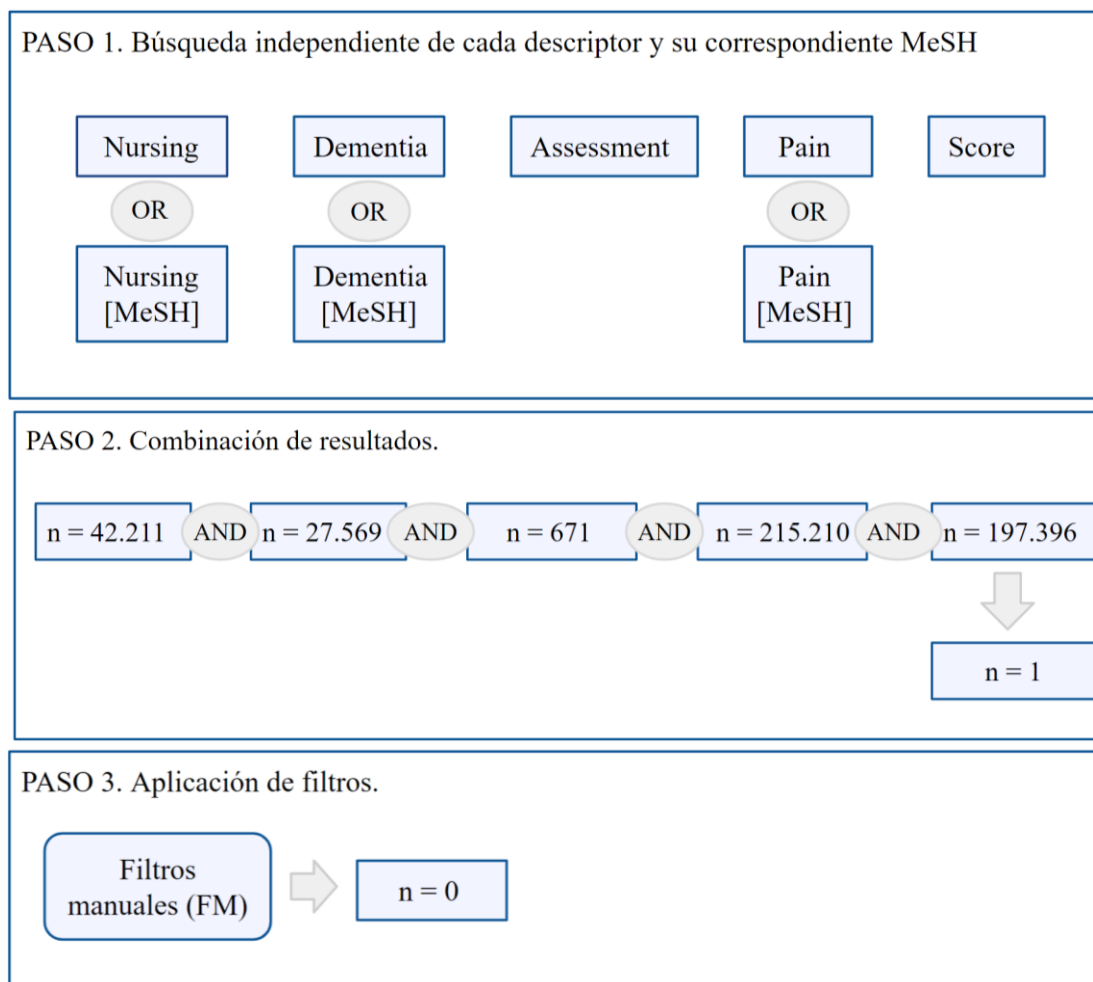 PASO 1. Búsqueda independiente de cada descriptor y su correspondiente MeSH
Nursing
Dementia
Assessment
Pain
Score
OR
OR
OR
Nursing
[MeSH]
Dementia
[MeSH]
Pain
[MeSH]
PASO 2. Combinación de resultados.
n = 42.211
AND
n = 27.569
AND
n = 671
AND
n = 215.210
AND
n = 197.396
n = 1
PASO 3. Aplicación de filtros.
Filtros
manuales (FM)
n = 0